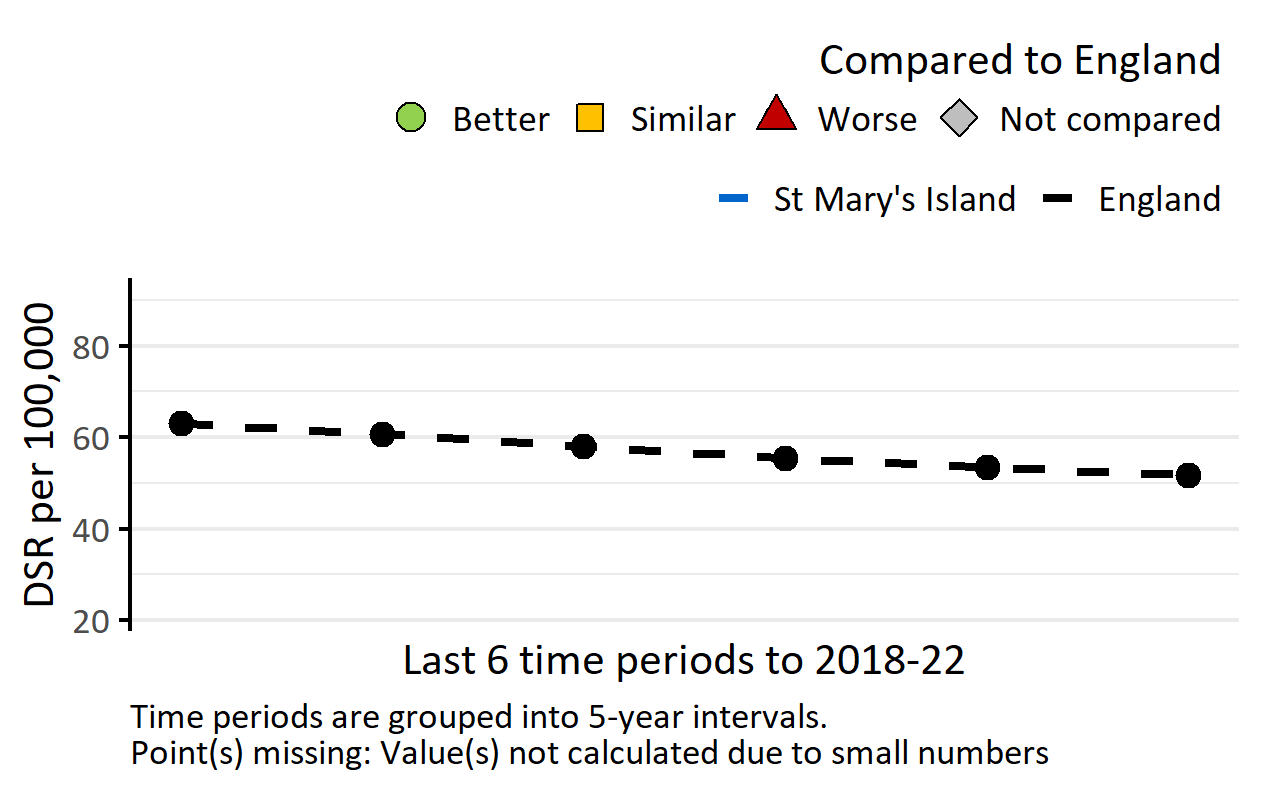 Compared to England
Better Similar Worse Not compared
St Mary's Island England
DSR per 100,000
80
60
40
20
Last 6 time periods to 2018-22
Time periods are grouped into 5-year intervals.
Point(s) missing: Value(s) not calculated due to small numbers